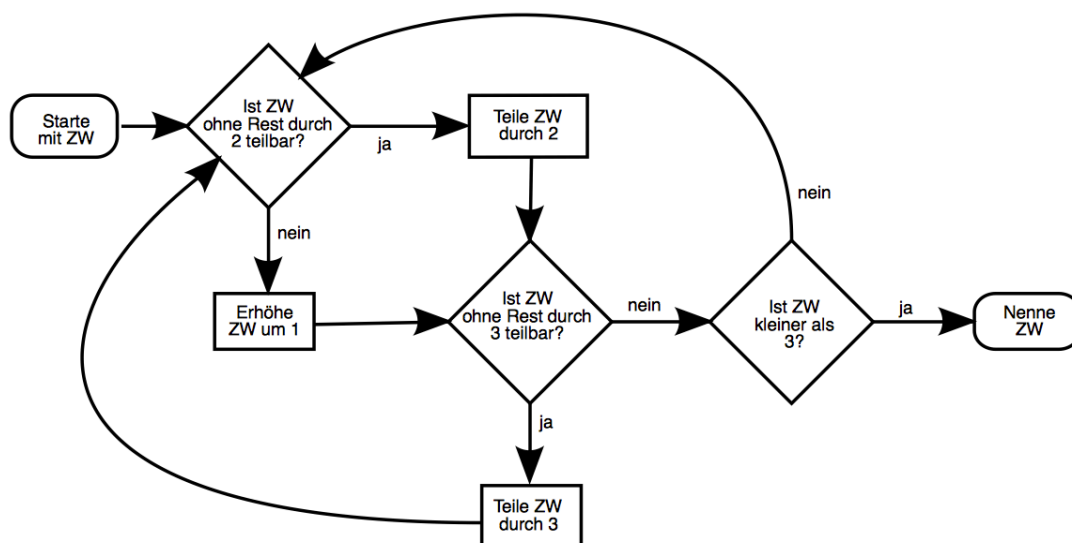 Starte
mit ZW
Ist ZW
ohne Rest durch
2 teilbar?
ja
Teile ZW
durch 2
nein
nein
Erhöhe
ZW um 1
Ist ZW
ohne Rest durch
3 teilbar?
nein
Ist ZW
kleiner als
3?
ja
Nenne
ZW
ja
Teile ZW
durch 3